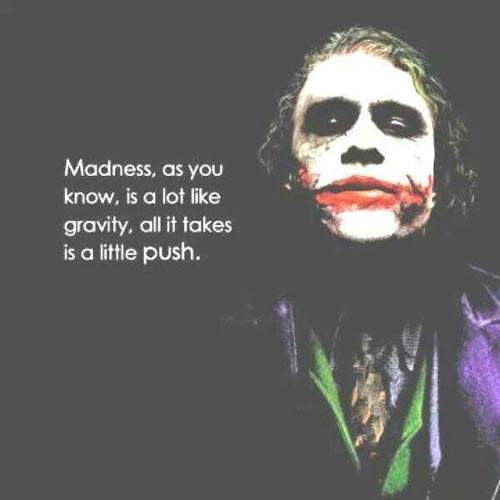 Madness, as you
know, is a lot like
gravity, all it takes
is a little push.